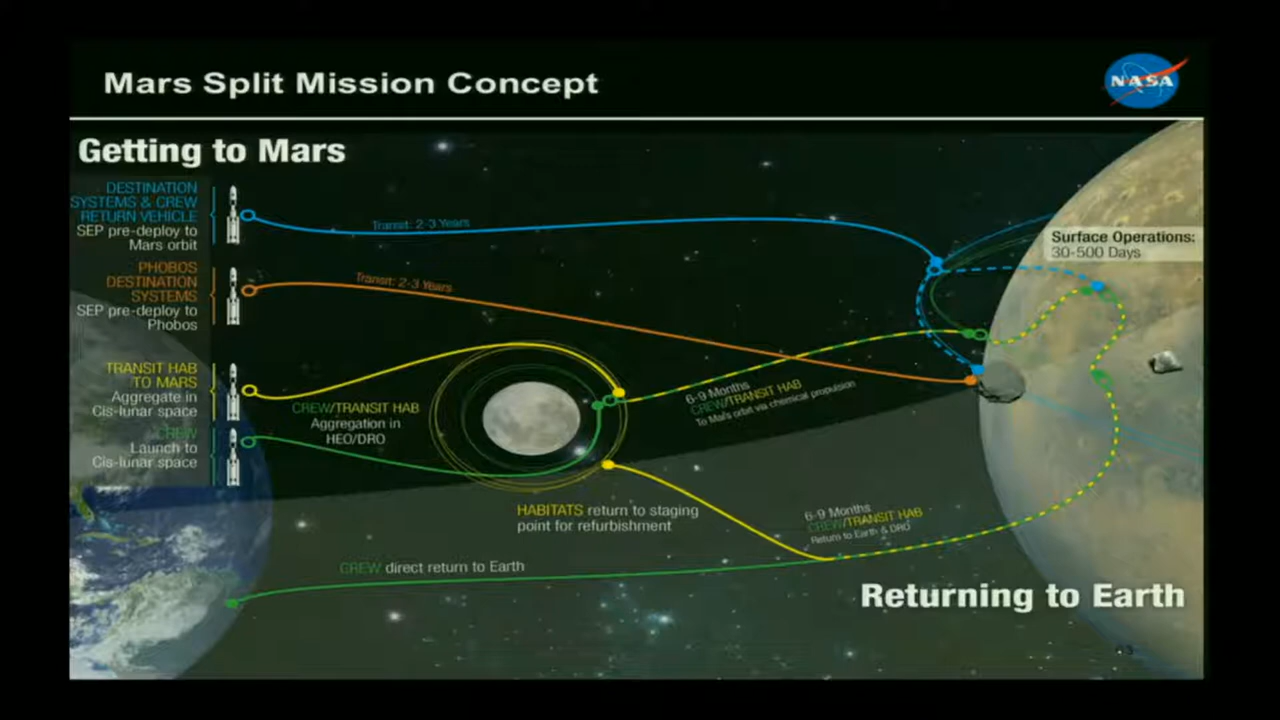 Mars Split Mission Concept
NASA
Getting to Mars
DESTINATION
SYSTEMS & CREW
RETURN VEHICLE
SEP pre-deploy to
Mars orbit
Transit: 2-3 Years
PHOBOS
DESTINATION
SYSTEMS
SEP pre-deploy to
Phobos
Transit: 2-3 Years
Surface Operations:
30-500 Days
TRANSIT HAB
TO MARS
Aggregate in
Cis-lunar space
CREW
Launch to
Cis-lunar space
CREW/TRANSIT HAB
Aggregation in
HEO/DRO
6-9 Months
CREW/TRANSIT HAB
To Mars orbit via chemical propulsion
HABITATS return to staging
point for refurbishment
6-9 Months
CREW/TRANSIT HAB
Return to Earth & DRO
CREW direct return to Earth
Returning to Earth